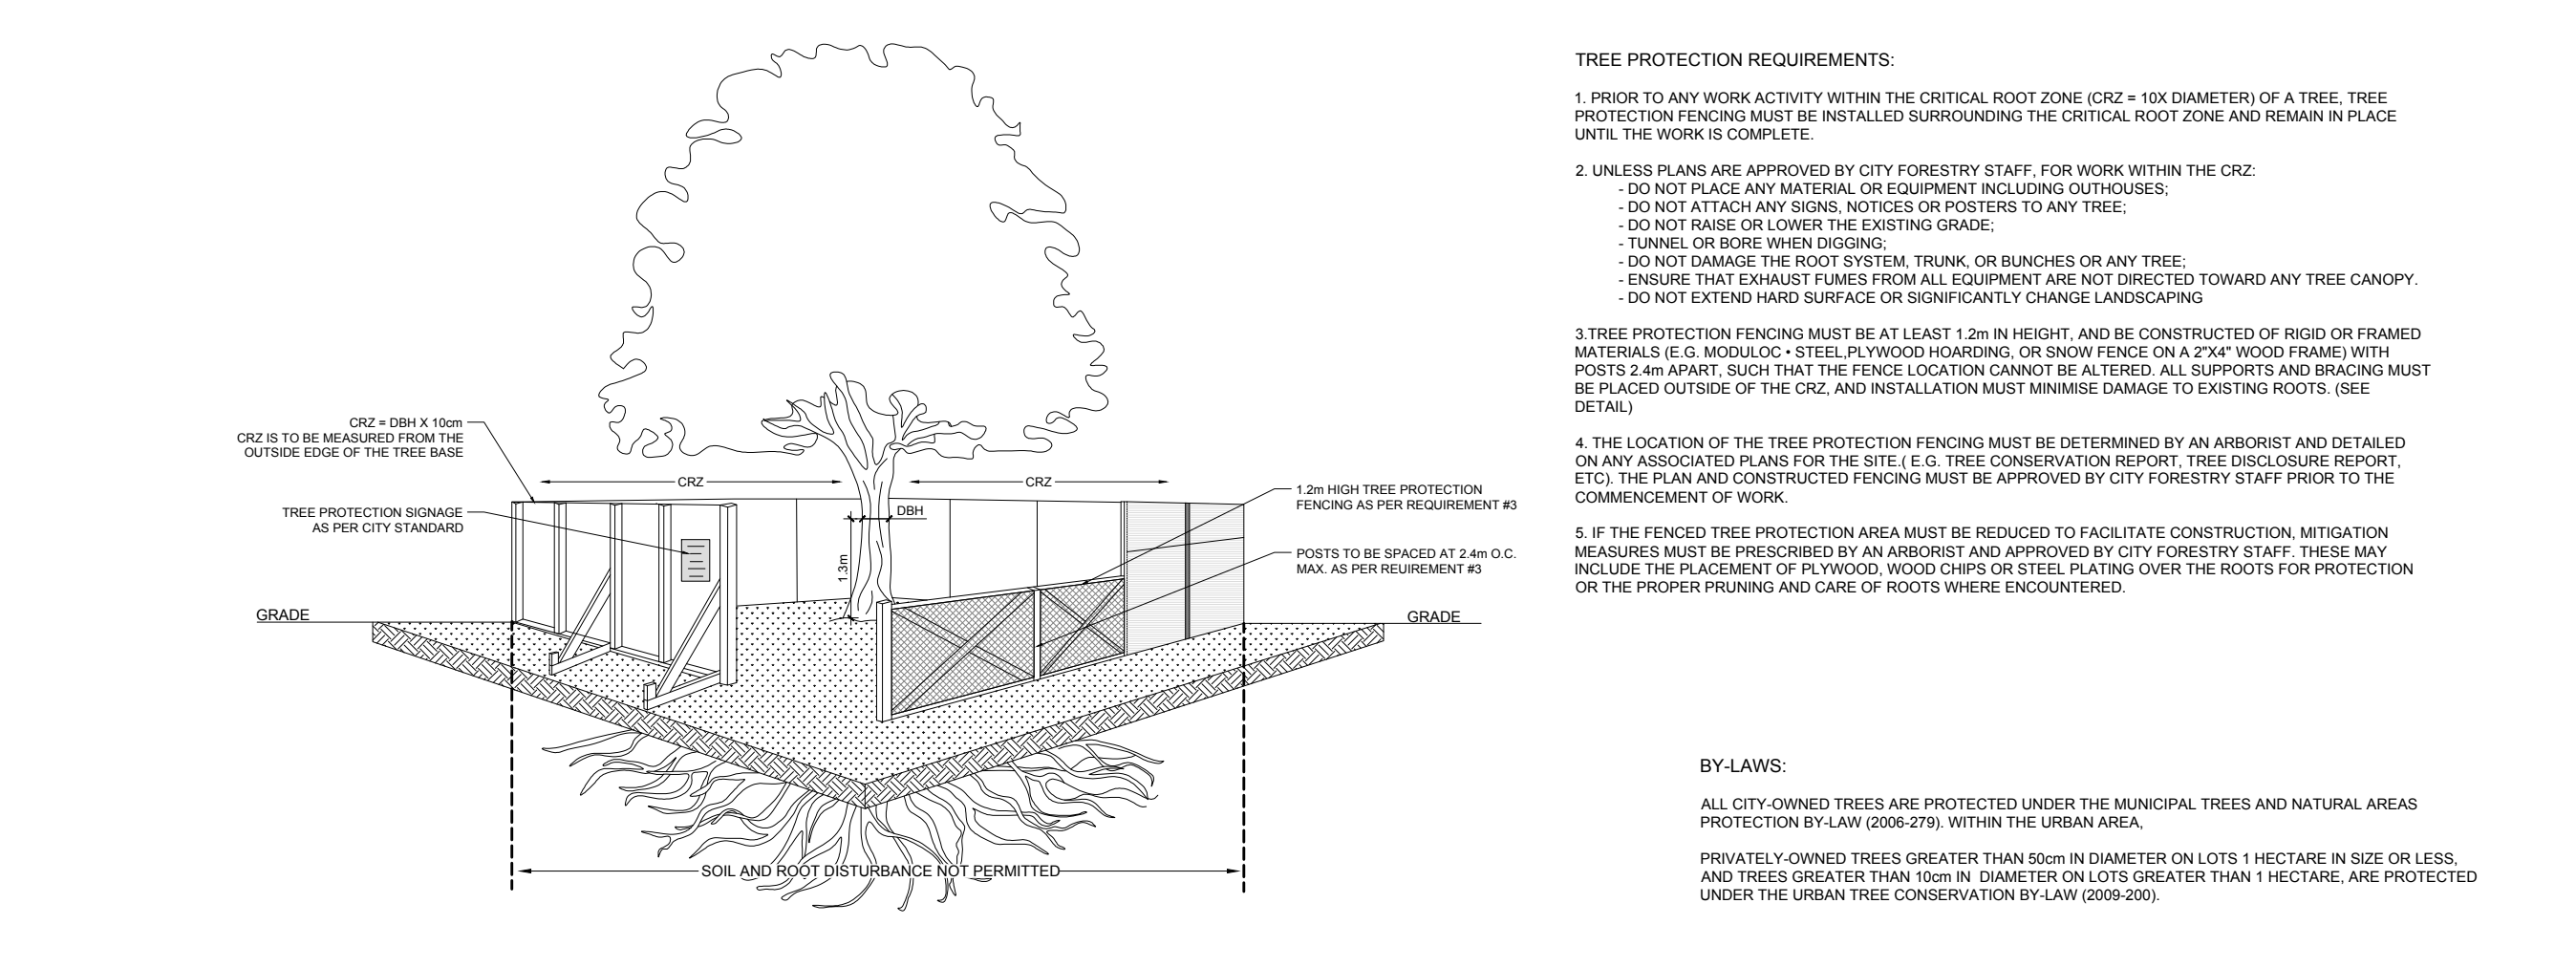 TREE PROTECTION REQUIREMENTS:
1. PRIOR TO ANY WORK ACTIVITY WITHIN THE CRITICAL ROOT ZONE (CRZ = 10X DIAMETER) OF A TREE, TREE
PROTECTION FENCING MUST BE INSTALLED SURROUNDING THE CRITICAL ROOT ZONE AND REMAIN IN PLACE
UNTIL THE WORK IS COMPLETE.
2. UNLESS PLANS ARE APPROVED BY CITY FORESTRY STAFF, FOR WORK WITHIN THE CRZ:
- DO NOT PLACE ANY MATERIAL OR EQUIPMENT INCLUDING OUTHOUSES;
- DO NOT ATTACH ANY SIGNS, NOTICES OR POSTERS TO ANY TREE;
- DO NOT RAISE OR LOWER THE EXISTING GRADE;
- TUNNEL OR BORE WHEN DIGGING;
- DO NOT DAMAGE THE ROOT SYSTEM, TRUNK, OR BUNCHES OR ANY TREE;
- ENSURE THAT EXHAUST FUMES FROM ALL EQUIPMENT ARE NOT DIRECTED TOWARD ANY TREE CANOPY.
- DO NOT EXTEND HARD SURFACE OR SIGNIFICANTLY CHANGE LANDSCAPING
3.TREE PROTECTION FENCING MUST BE AT LEAST 1.2m IN HEIGHT, AND BE CONSTRUCTED OF RIGID OR FRAMED
MATERIALS (E.G. MODULOC • STEEL,PLYWOOD HOARDING, OR SNOW FENCE ON A 2"X4" WOOD FRAME) WITH
POSTS 2.4m APART, SUCH THAT THE FENCE LOCATION CANNOT BE ALTERED. ALL SUPPORTS AND BRACING MUST
BE PLACED OUTSIDE OF THE CRZ, AND INSTALLATION MUST MINIMISE DAMAGE TO EXISTING ROOTS. (SEE
DETAIL)
4. THE LOCATION OF THE TREE PROTECTION FENCING MUST BE DETERMINED BY AN ARBORIST AND DETAILED
ON ANY ASSOCIATED PLANS FOR THE SITE.( E.G. TREE CONSERVATION REPORT, TREE DISCLOSURE REPORT,
ETC). THE PLAN AND CONSTRUCTED FENCING MUST BE APPROVED BY CITY FORESTRY STAFF PRIOR TO THE
COMMENCEMENT OF WORK.
5. IF THE FENCED TREE PROTECTION AREA MUST BE REDUCED TO FACILITATE CONSTRUCTION, MITIGATION
MEASURES MUST BE PRESCRIBED BY AN ARBORIST AND APPROVED BY CITY FORESTRY STAFF. THESE MAY
INCLUDE THE PLACEMENT OF PLYWOOD, WOOD CHIPS OR STEEL PLATING OVER THE ROOTS FOR PROTECTION
OR THE PROPER PRUNING AND CARE OF ROOTS WHERE ENCOUNTERED.
CRZ = DBH X 10cm
CRZ IS TO BE MEASURED FROM THE
OUTSIDE EDGE OF THE TREE BASE
TREE PROTECTION SIGNAGE
AS PER CITY STANDARD
CRZ
CRZ
DBH
1.3m
1.2m HIGH TREE PROTECTION
FENCING AS PER REQUIREMENT #3
POSTS TO BE SPACED AT 2.4m O.C.
MAX. AS PER REUIREMENT #3
GRADE
GRADE
SOIL AND ROOT DISTURBANCE NOT PERMITTED
BY-LAWS:
ALL CITY-OWNED TREES ARE PROTECTED UNDER THE MUNICIPAL TREES AND NATURAL AREAS
PROTECTION BY-LAW (2006-279). WITHIN THE URBAN AREA,
PRIVATELY-OWNED TREES GREATER THAN 50cm IN DIAMETER ON LOTS 1 HECTARE IN SIZE OR LESS,
AND TREES GREATER THAN 10cm IN DIAMETER ON LOTS GREATER THAN 1 HECTARE, ARE PROTECTED
UNDER THE URBAN TREE CONSERVATION BY-LAW (2009-200).